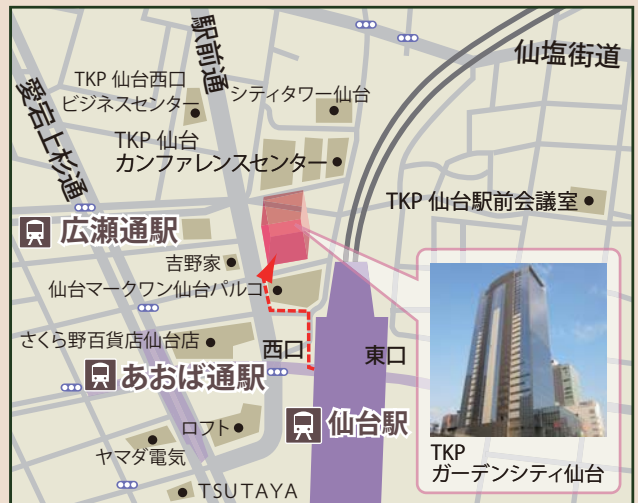 駅前通
仙塩街道
愛宕上杉通
TKP 仙台西口
ビジネスセンター
シティタワー仙台
TKP 仙台
カンファレンスセンター
TKP 仙台駅前会議室
広瀬通駅
吉野家
仙台マークワン仙台パルコ
さくら野百貨店仙台店
西口
東口
あおば通駅
仙台駅
ロフト
ヤマダ電気
TSUTAYA
TKP
ガーデンシティ仙台